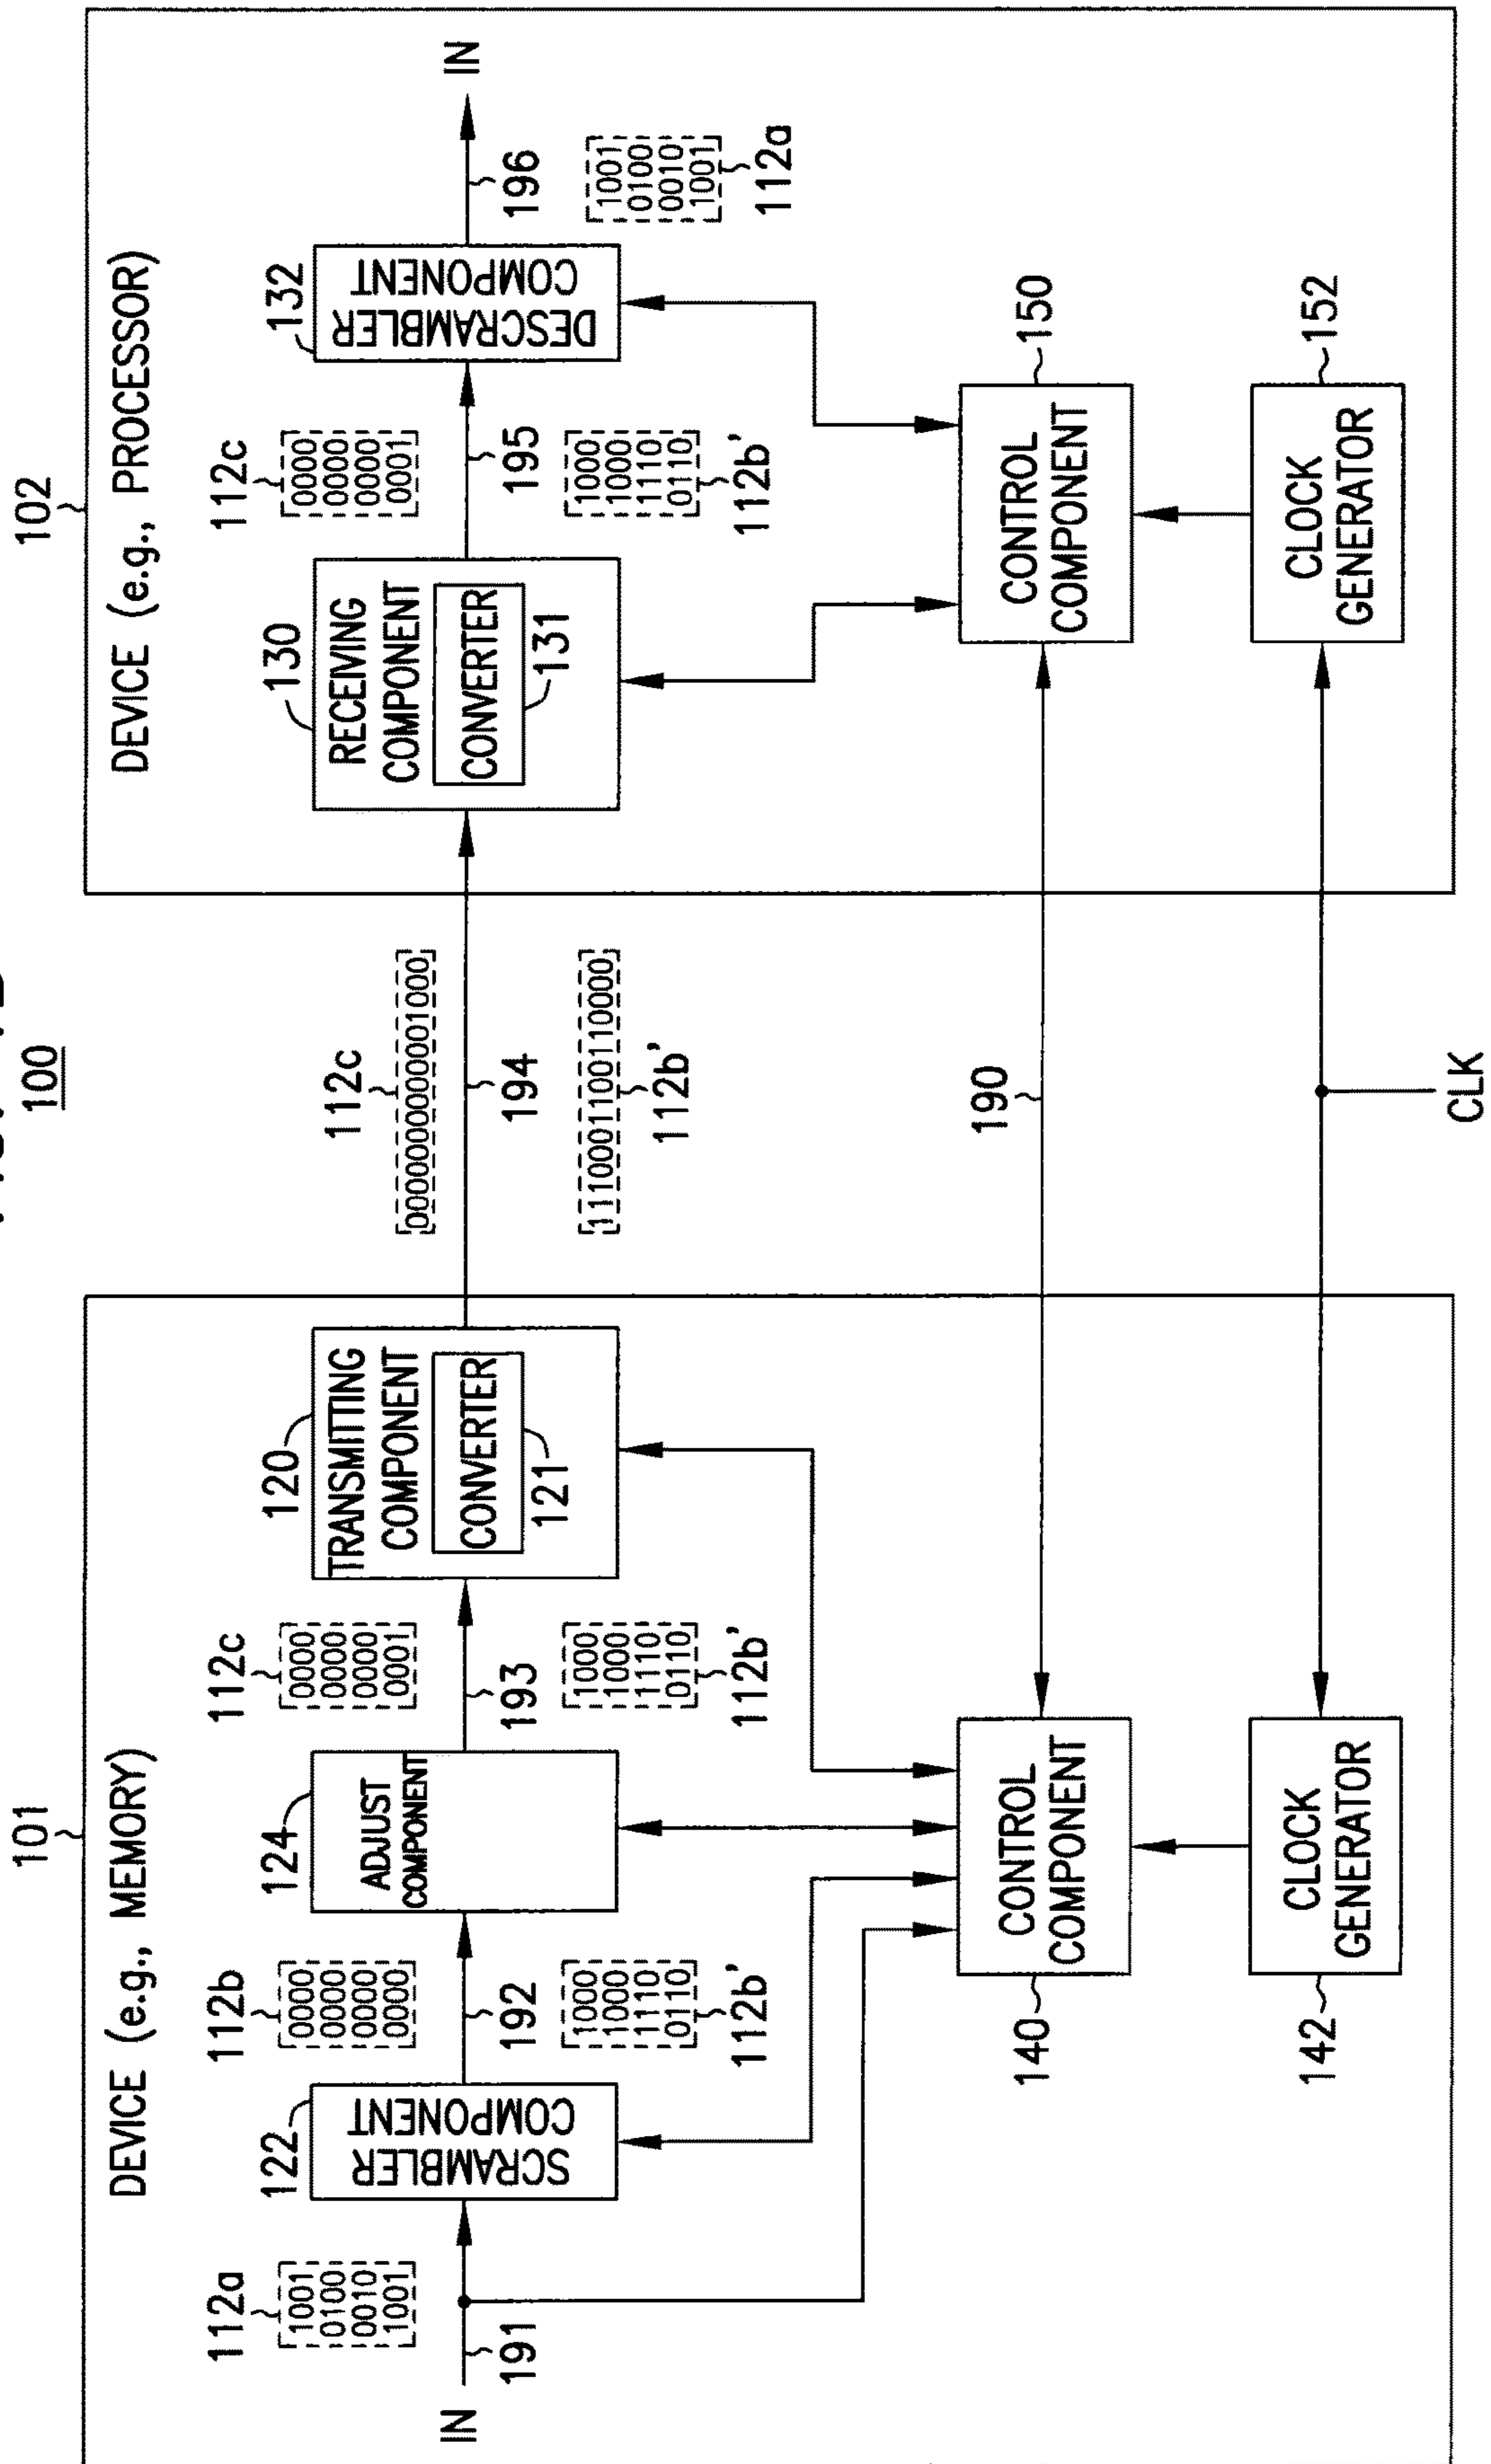 100
101
DEVICE (e.g., MEMORY)
IN
191
112a
1001
0100
0010
1001
122
SCRAMBLER
COMPONENT
112b
0000
0000
0000
0000
192
1000
1000
1110
0110
112b'
124
ADJUST
COMPONENT
112c
0000
0000
0000
0001
193
1000
1000
1110
0110
112b'
120
TRANSMITTING
COMPONENT
CONVERTER
121
140
CONTROL
COMPONENT
142
CLOCK
GENERATOR
112c
0000000000001000
194
1110001100110000
112b'
190
CLK
102
DEVICE (e.g., PROCESSOR)
130
RECEIVING
COMPONENT
CONVERTER
131
112c
0000
0000
0000
0001
195
1000
1000
1110
0110
112b'
132
DESCRAMBLER
COMPONENT
IN
196
1001
0100
0010
1001
112a
CONTROL
COMPONENT
150
CLOCK
GENERATOR
152